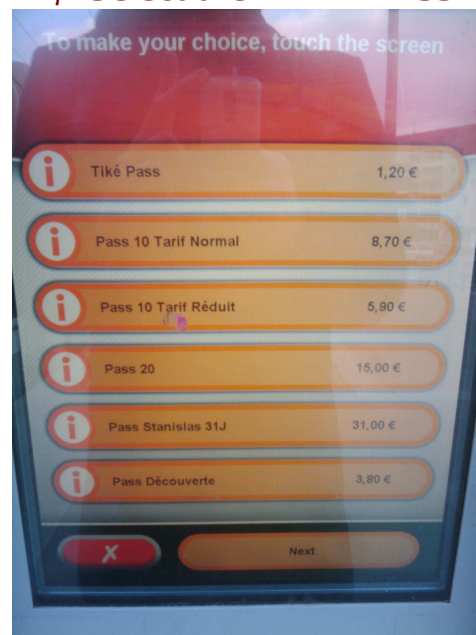 To make your choice, touch the screen
i Tiké Pass 1,20 €
i Pass 10 Tarif Normal 8,70 €
i Pass 10 Tarif Réduit 5,90 €
i Pass 20 15,00 €
i Pass Stanislas 31J 31,00 €
i Pass Découverte 3,80 €
X Next